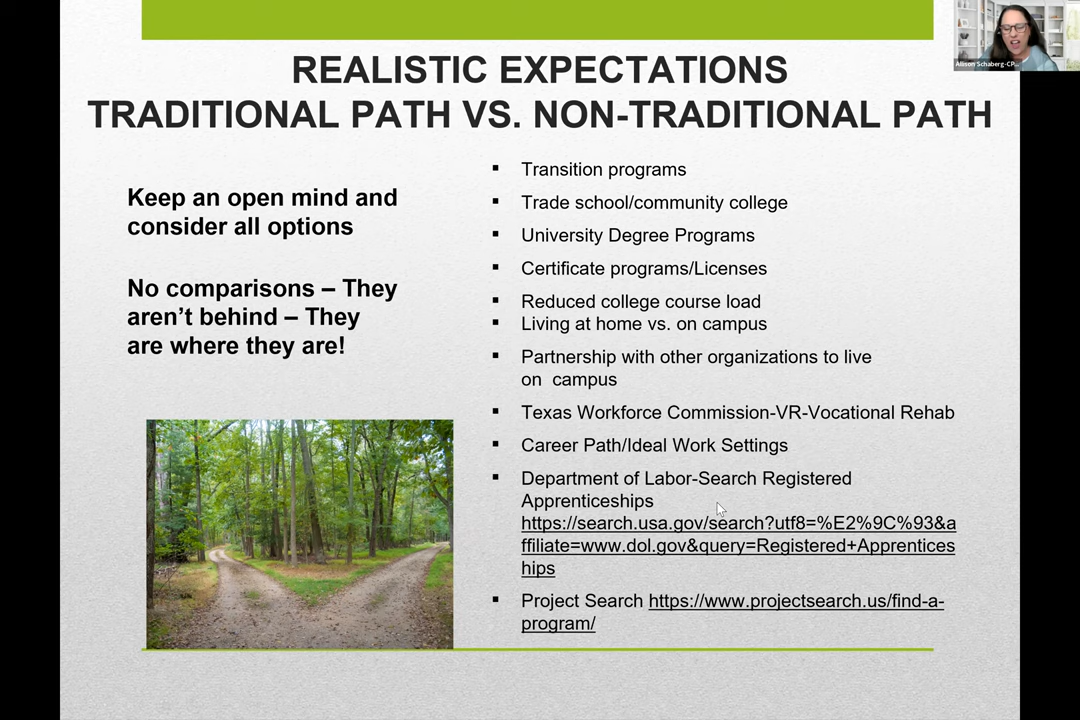 Allison Schaberg-CP...
REALISTIC EXPECTATIONS
TRADITIONAL PATH VS. NON-TRADITIONAL PATH
Keep an open mind and
consider all options
No comparisons – They
aren't behind – They
are where they are!
▪ Transition programs
▪ Trade school/community college
▪ University Degree Programs
▪ Certificate programs/Licenses
▪ Reduced college course load
▪ Living at home vs. on campus
▪ Partnership with other organizations to live
on campus
▪ Texas Workforce Commission-VR-Vocational Rehab
▪ Career Path/Ideal Work Settings
▪ Department of Labor-Search Registered
Apprenticeships
https://search.usa.gov/search?utf8=%E2%9C%93&a
ffiliate=www.dol.gov&query=Registered+Apprentices
hips
▪ Project Search https://www.projectsearch.us/find-a-
program/